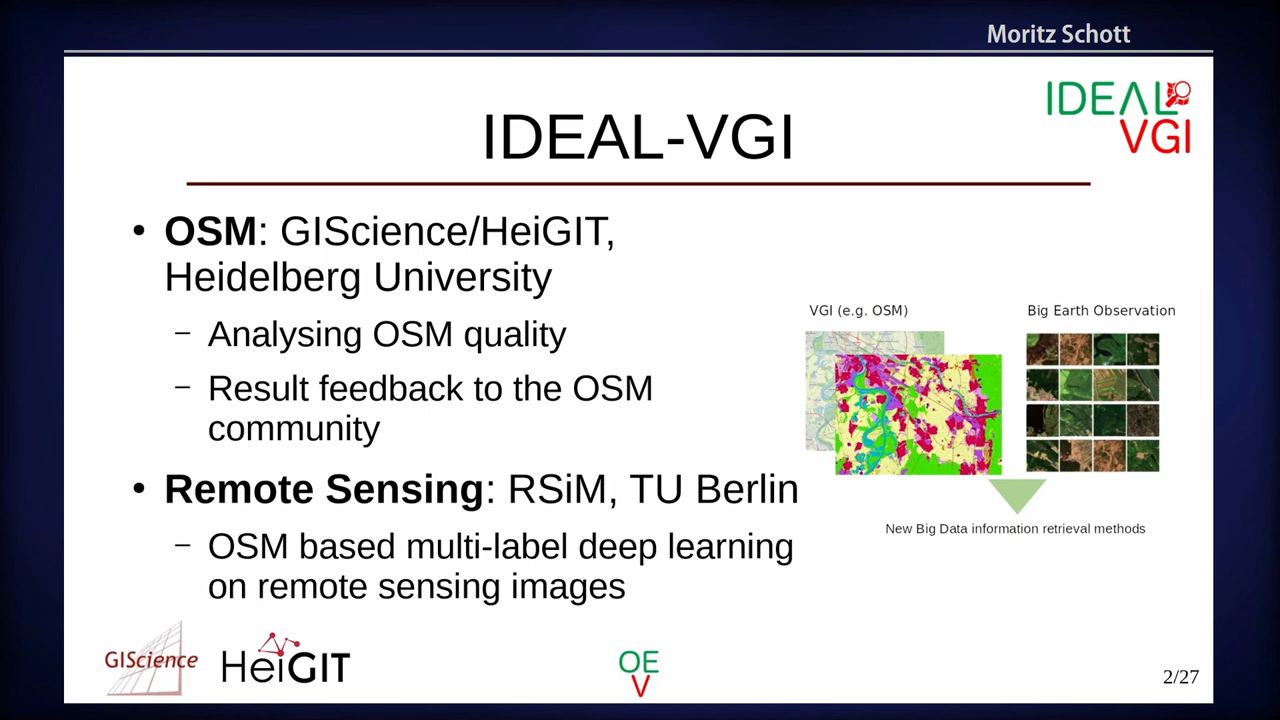 Moritz Schott
IDEAL
VGI
IDEAL-VGI
• OSM: GIScience/HeiGIT,
Heidelberg University
– Analysing OSM quality
– Result feedback to the OSM
community
• Remote Sensing: RSiM, TU Berlin
– OSM based multi-label deep learning
on remote sensing images
VGI (e.g. OSM)
Big Earth Observation
New Big Data information retrieval methods
GIScience
HeiGIT
OE
V
2/27